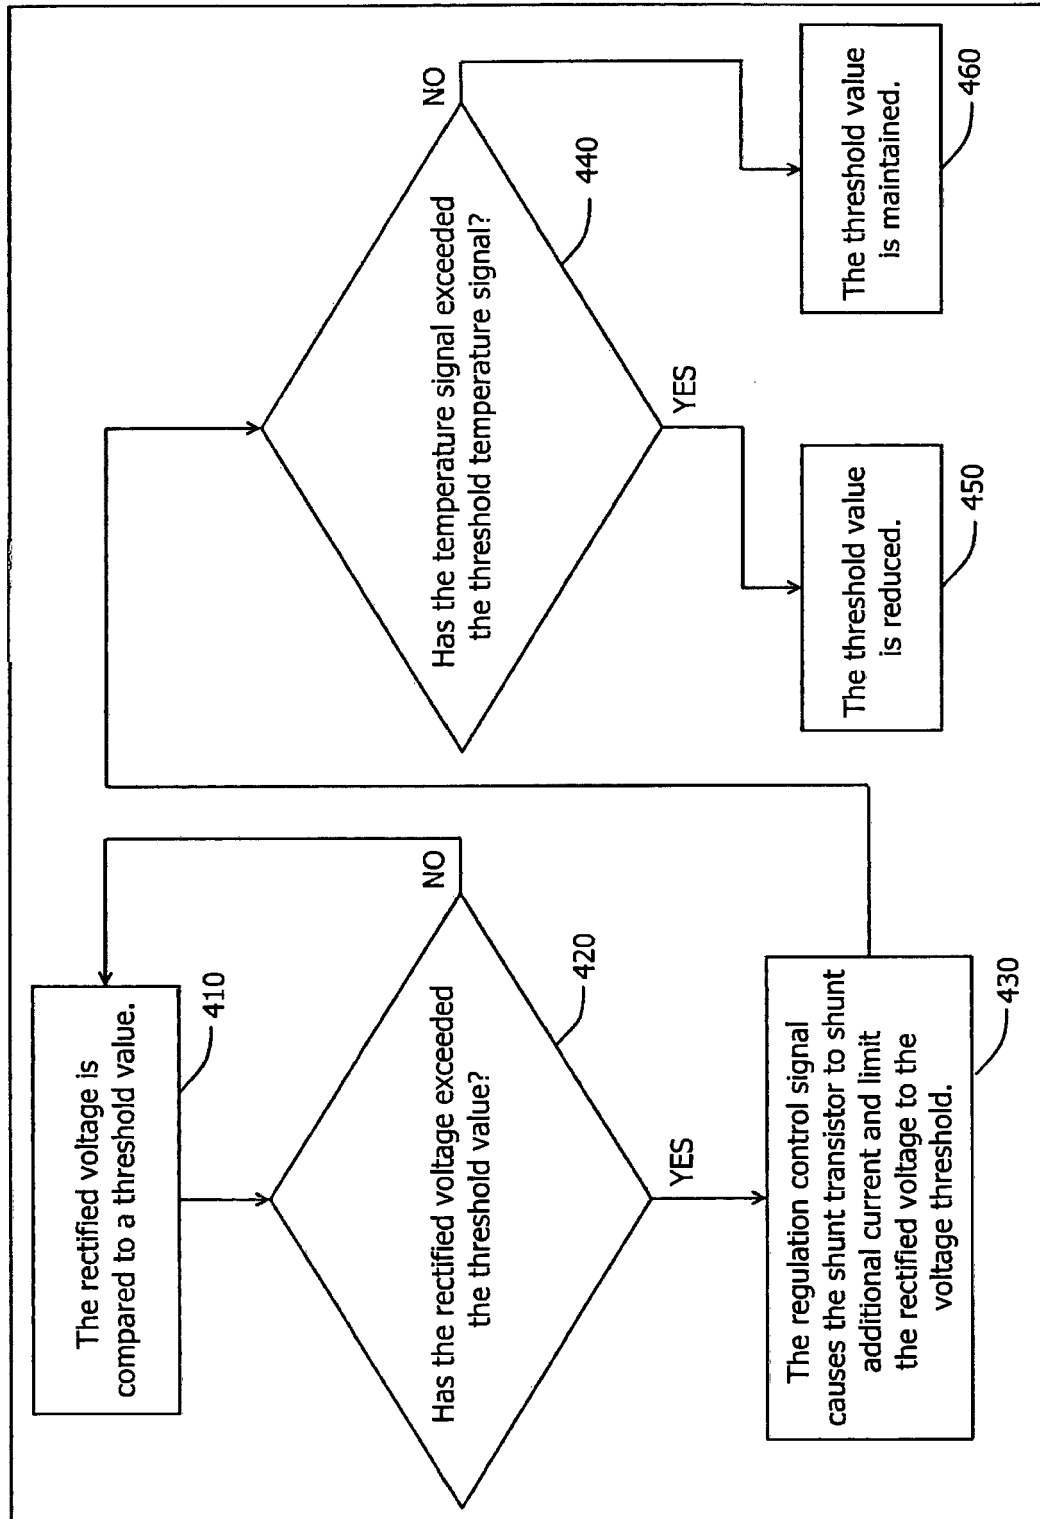 The rectified voltage is
compared to a threshold value.
410
Has the rectified voltage exceeded
the threshold value?
420
NO
YES
The regulation control signal
causes the shunt transistor to shunt
additional current and limit
the rectified voltage to the
voltage threshold.
430
Has the temperature signal exceeded
the threshold temperature signal?
440
NO
YES
The threshold value
is reduced.
450
The threshold value
is maintained.
460